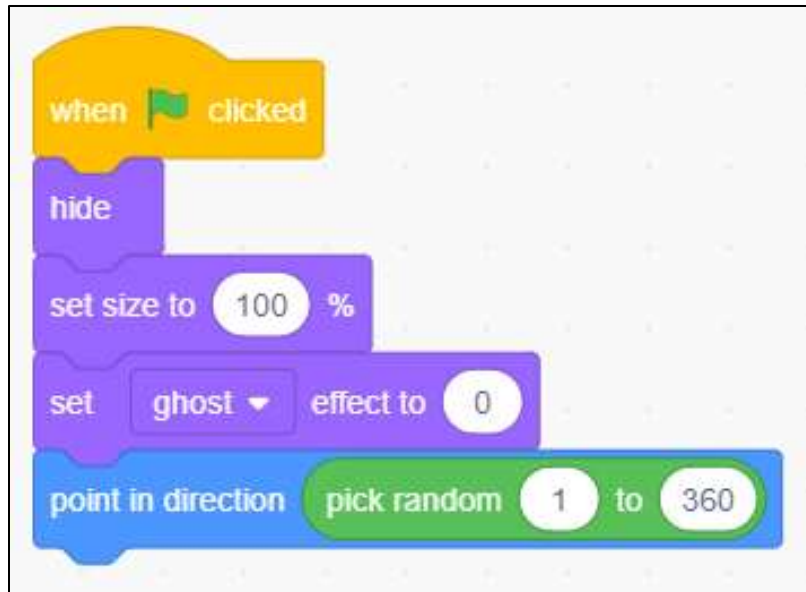 when clicked
hide
set size to 100 %
set ghost effect to 0
point in direction pick random 1 to 360